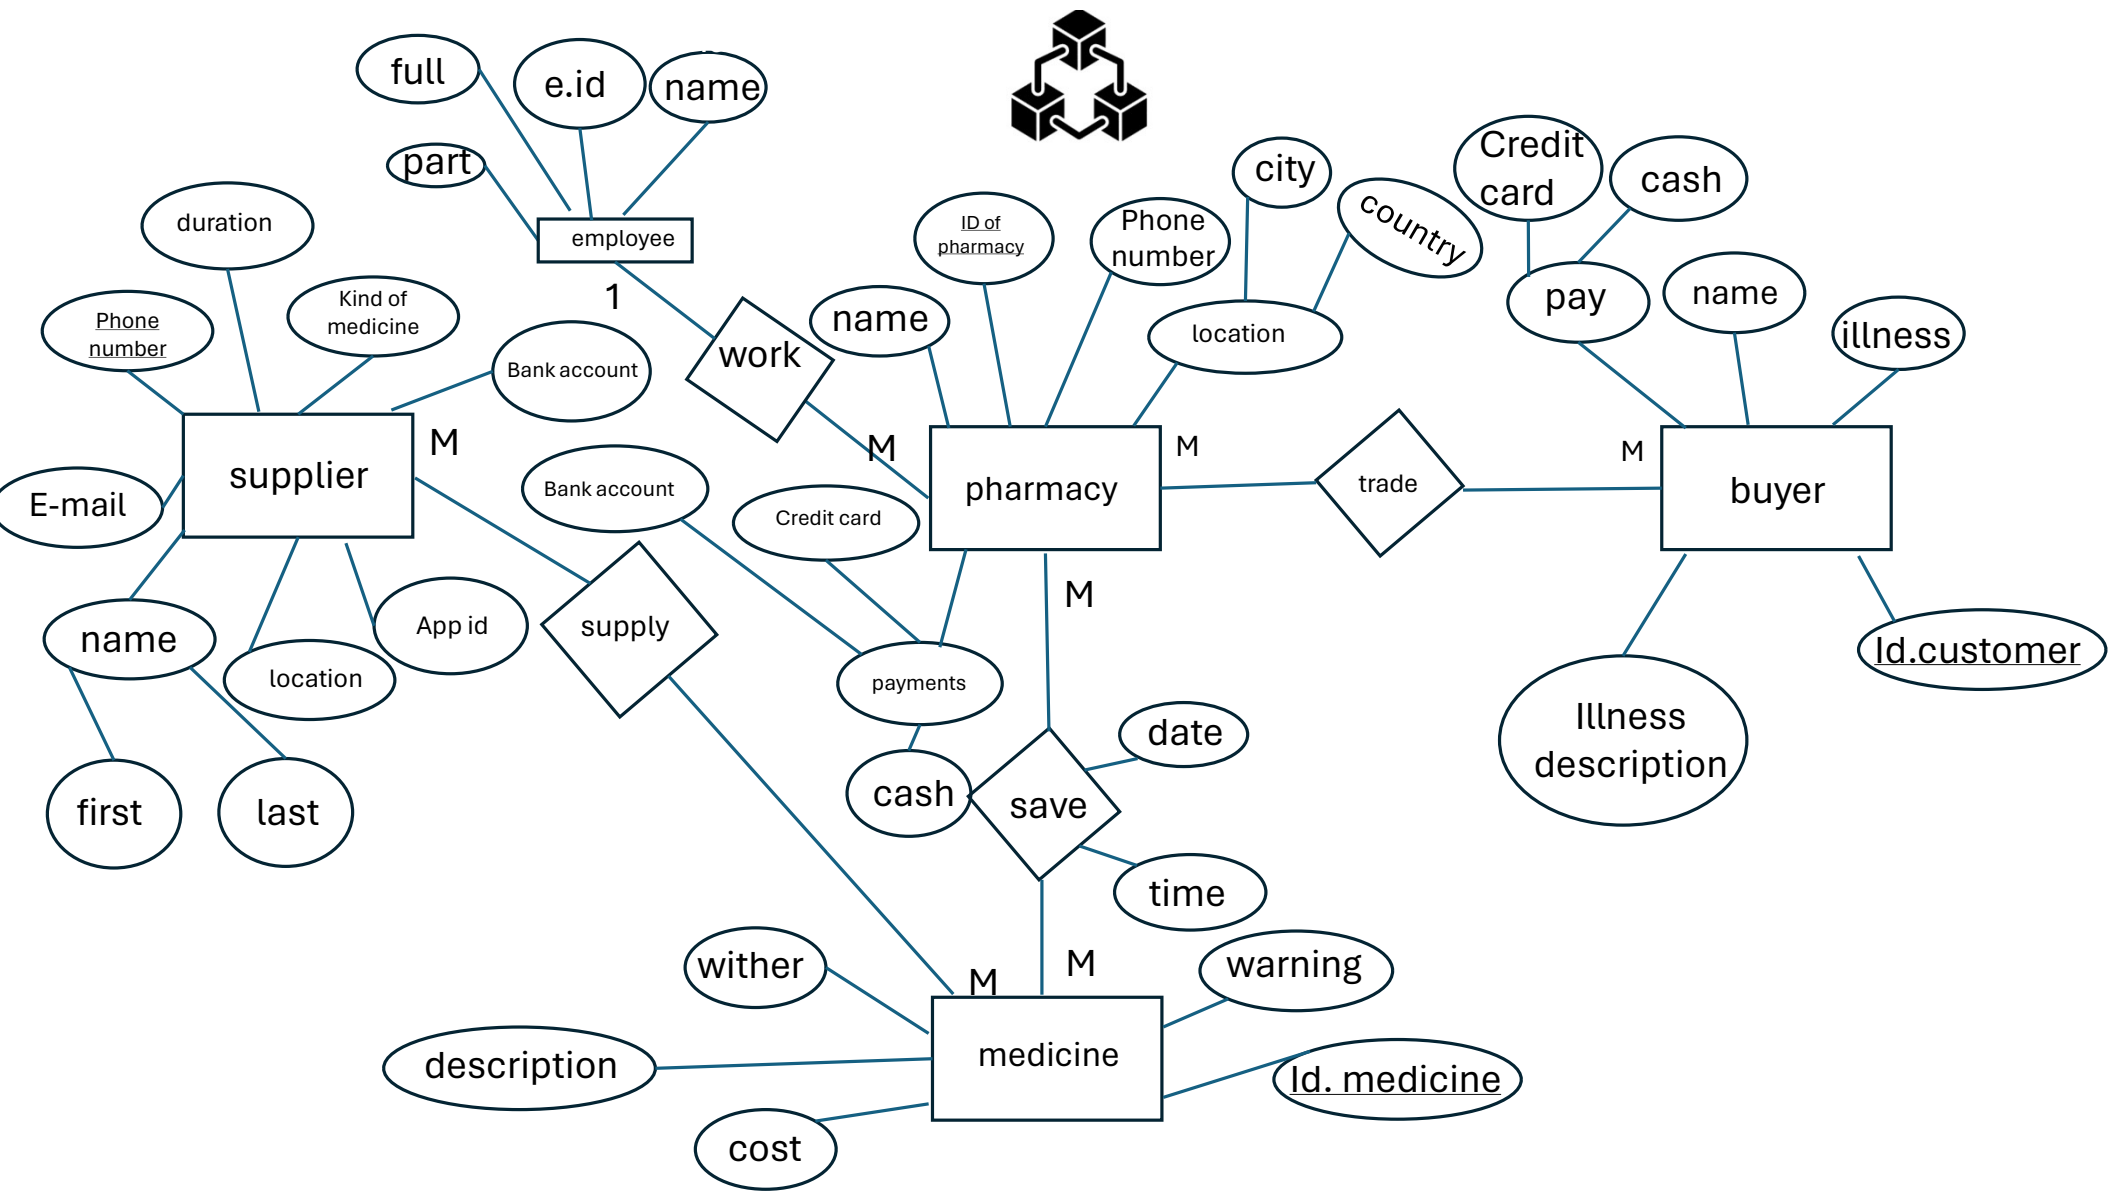 full
e.id
name
part
employee
duration
Phone
number
Kind of
medicine
Bank account
supplier
M
E-mail
name
location
App id
first
last
1
work
M
supply
name
ID of
pharmacy
Phone
number
city
country
location
pharmacy
M
Bank account
Credit card
payments
cash
M
save
date
time
trade
M
Credit
card
cash
pay
name
illness
buyer
Illness
description
Id.customer
wither
M
M
warning
description
medicine
Id. medicine
cost